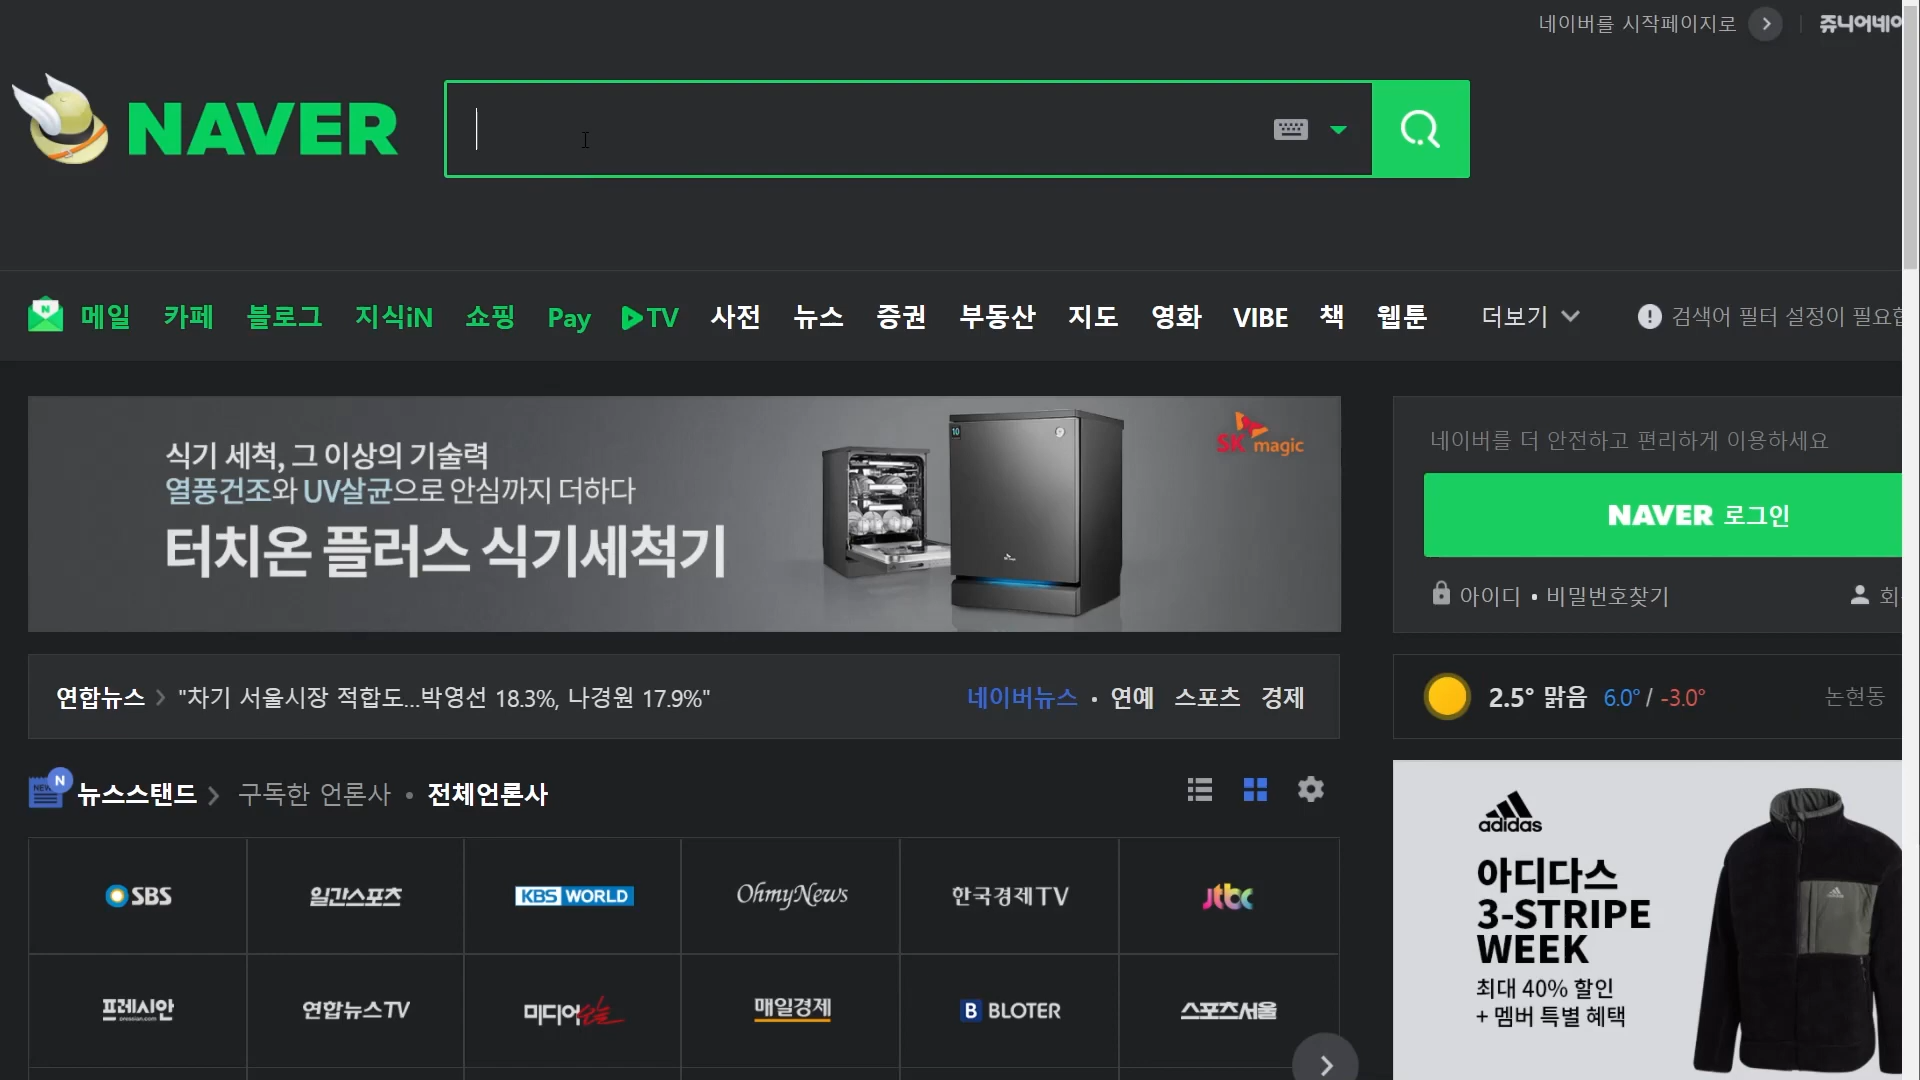 네이버를 시작페이지로
쥬니어네이
NAVER
메일 카페 블로그 지식iN 쇼핑 Pay TV 사전 뉴스 증권 부동산 지도 영화 VIBE 책 웹툰 더보기 검색어 필터 설정이 필요합
식기 세척, 그 이상의 기술력
열풍건조와 UV살균으로 안심까지 더하다
터치온 플러스 식기세척기
SK magic
네이버를 더 안전하고 편리하게 이용하세요
NAVER 로그인
아이디 • 비밀번호찾기
회
연합뉴스 > "차기 서울시장 적합도...박영선 18.3%, 나경원 17.9%"
네이버뉴스 • 연예 스포츠 경제
2.5° 맑음 6.0° / -3.0° 논현동
뉴스스탠드 > 구독한 언론사 • 전체언론사
SBS 일간스포츠 KBS WORLD OhmyNews 한국경제TV jtbc
프레시안 연합뉴스TV 미디어오늘 매일경제 B BLOTER 스포츠서울
adidas
아디다스
3-STRIPE
WEEK
최대 40% 할인
+ 멤버 특별 혜택